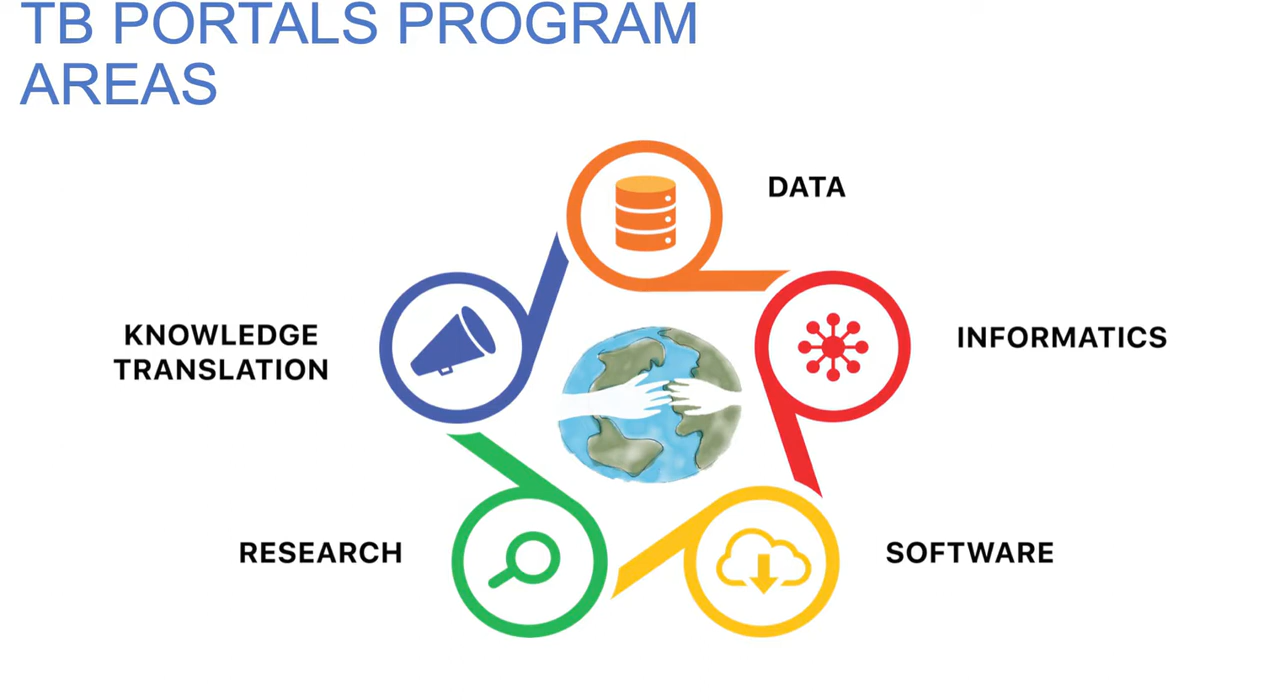 TB PORTALS PROGRAM
AREAS
DATA
KNOWLEDGE
TRANSLATION
INFORMATICS
RESEARCH
SOFTWARE